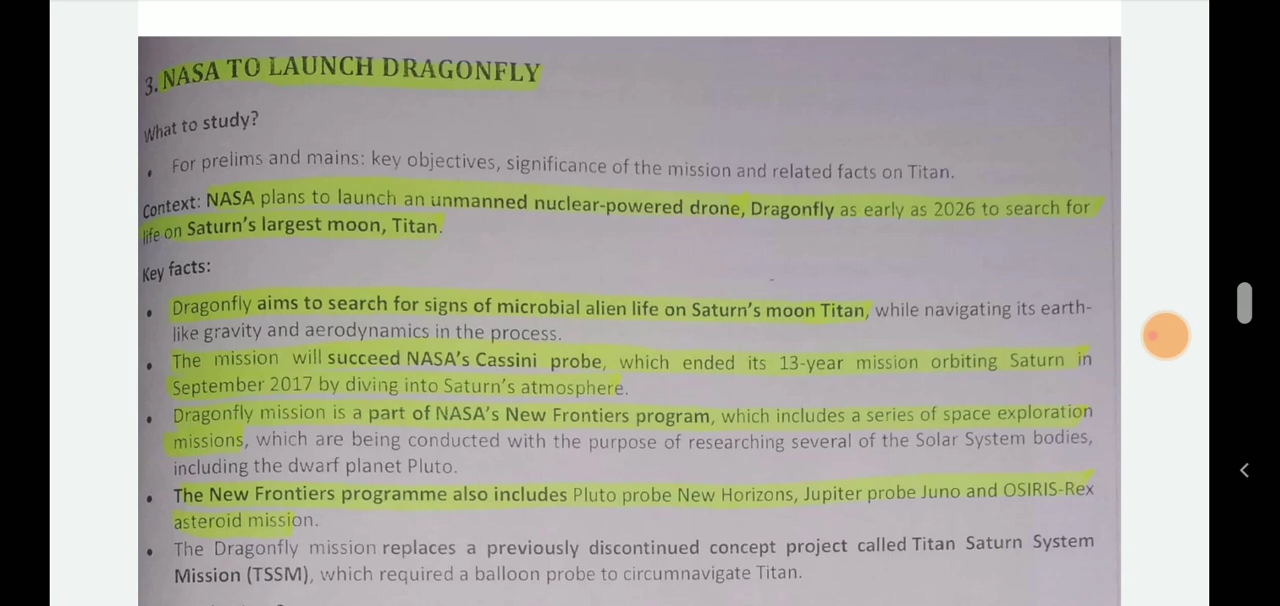 3. NASA TO LAUNCH DRAGONFLY
What to study?
• For prelims and mains: key objectives, significance of the mission and related facts on Titan.
Context: NASA plans to launch an unmanned nuclear-powered drone, Dragonfly as early as 2026 to search for
life on Saturn's largest moon, Titan.
Key facts:
• Dragonfly aims to search for signs of microbial alien life on Saturn's moon Titan, while navigating its earth-
like gravity and aerodynamics in the process.
• The mission will succeed NASA's Cassini probe, which ended its 13-year mission orbiting Saturn in
September 2017 by diving into Saturn's atmosphere.
• Dragonfly mission is a part of NASA's New Frontiers program, which includes a series of space exploration
missions, which are being conducted with the purpose of researching several of the Solar System bodies,
including the dwarf planet Pluto.
• The New Frontiers programme also includes Pluto probe New Horizons, Jupiter probe Juno and OSIRIS-Rex
asteroid mission.
• The Dragonfly mission replaces a previously discontinued concept project called Titan Saturn System
Mission (TSSM), which required a balloon probe to circumnavigate Titan.